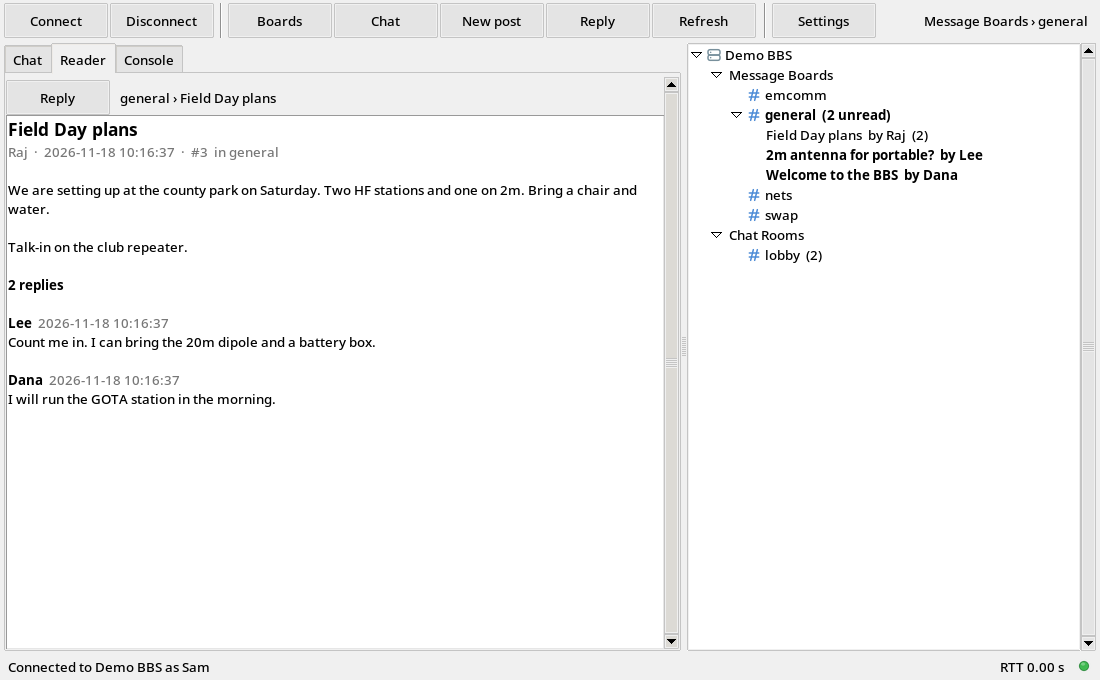 Connect Disconnect Boards Chat New post Reply Refresh Settings Message Boards › general
Chat Reader Console
Reply general › Field Day plans
Field Day plans
Raj · 2026-11-18 10:16:37 · #3 in general
We are setting up at the county park on Saturday. Two HF stations and one on 2m. Bring a chair and
water.
Talk-in on the club repeater.
2 replies
Lee 2026-11-18 10:16:37
Count me in. I can bring the 20m dipole and a battery box.
Dana 2026-11-18 10:16:37
I will run the GOTA station in the morning.
Demo BBS
Message Boards
# emcomm
# general (2 unread)
Field Day plans by Raj (2)
2m antenna for portable? by Lee
Welcome to the BBS by Dana
# nets
# swap
Chat Rooms
# lobby (2)
Connected to Demo BBS as Sam
RTT 0.00 s